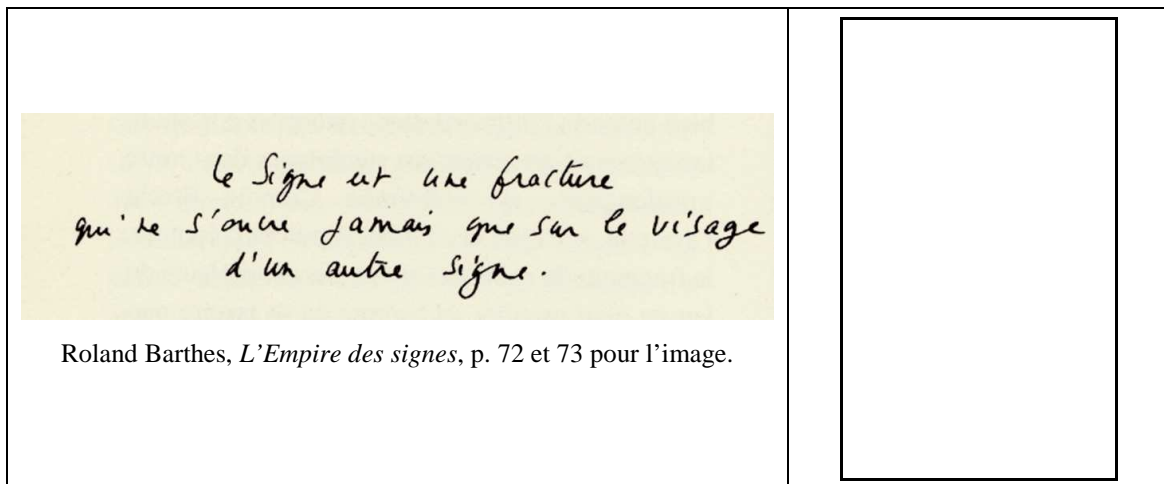 le signe est une fracture
qui ne s'ouvre jamais que sur le visage
d'un autre signe.
Roland Barthes, L'Empire des signes, p. 72 et 73 pour l'image.